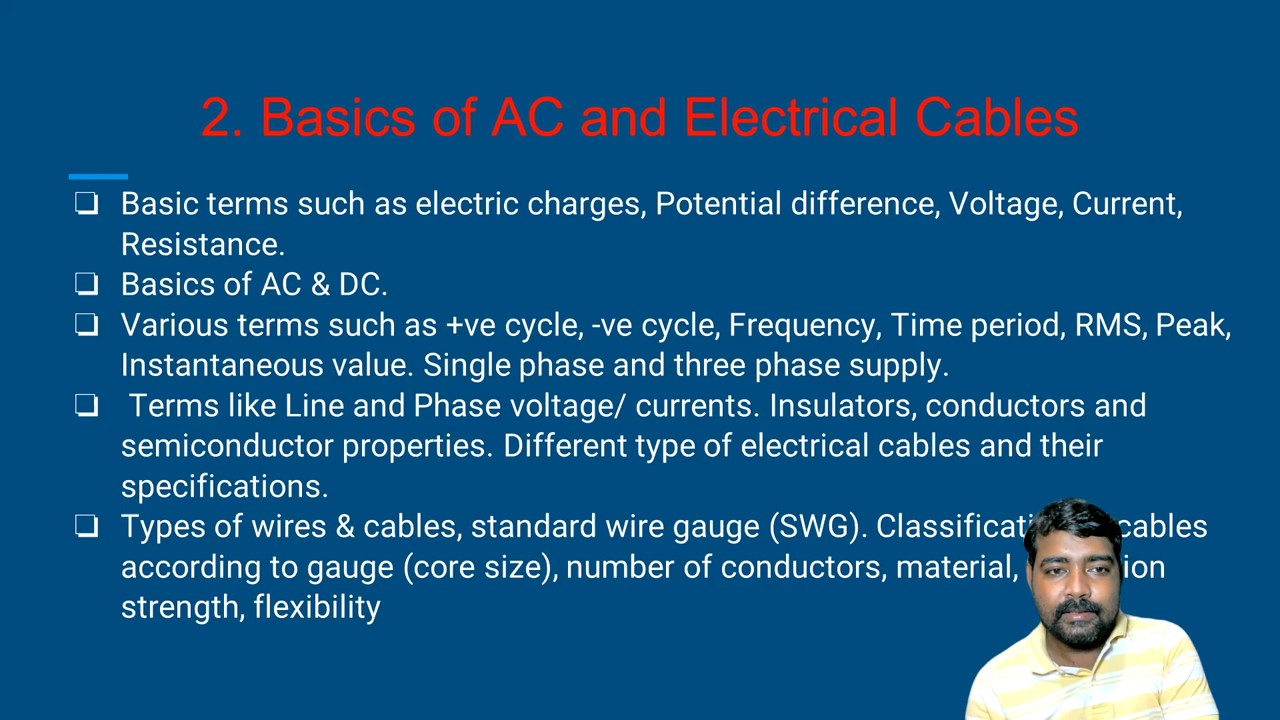 2. Basics of AC and Electrical Cables
❏ Basic terms such as electric charges, Potential difference, Voltage, Current,
Resistance.
❏ Basics of AC & DC.
❏ Various terms such as +ve cycle, -ve cycle, Frequency, Time period, RMS, Peak,
Instantaneous value. Single phase and three phase supply.
❏ Terms like Line and Phase voltage/ currents. Insulators, conductors and
semiconductor properties. Different type of electrical cables and their
specifications.
❏ Types of wires & cables, standard wire gauge (SWG). cables
according to gauge (core size), number of conductors, material,
strength, flexibility